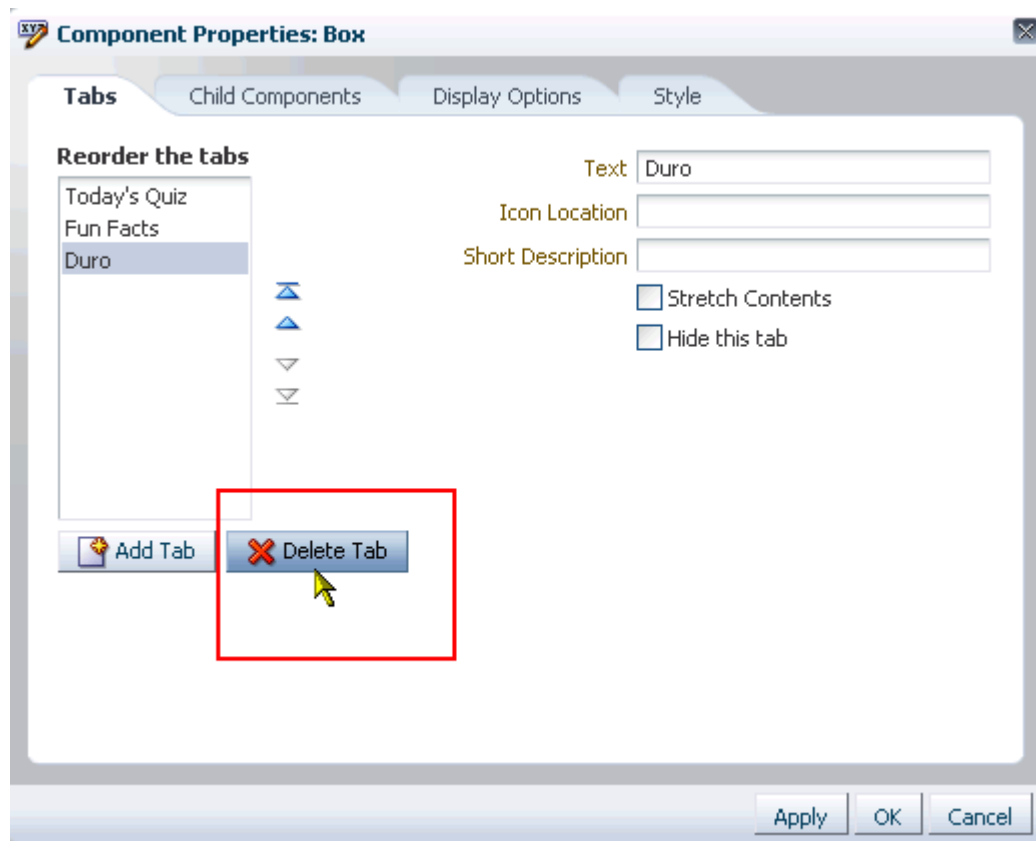 Component Properties: Box
Tabs
Child Components
Display Options
Style
Reorder the tabs
Today's Quiz
Fun Facts
Duro
Text Duro
Icon Location
Short Description
Stretch Contents
Hide this tab
Add Tab
Delete Tab
Apply
OK
Cancel